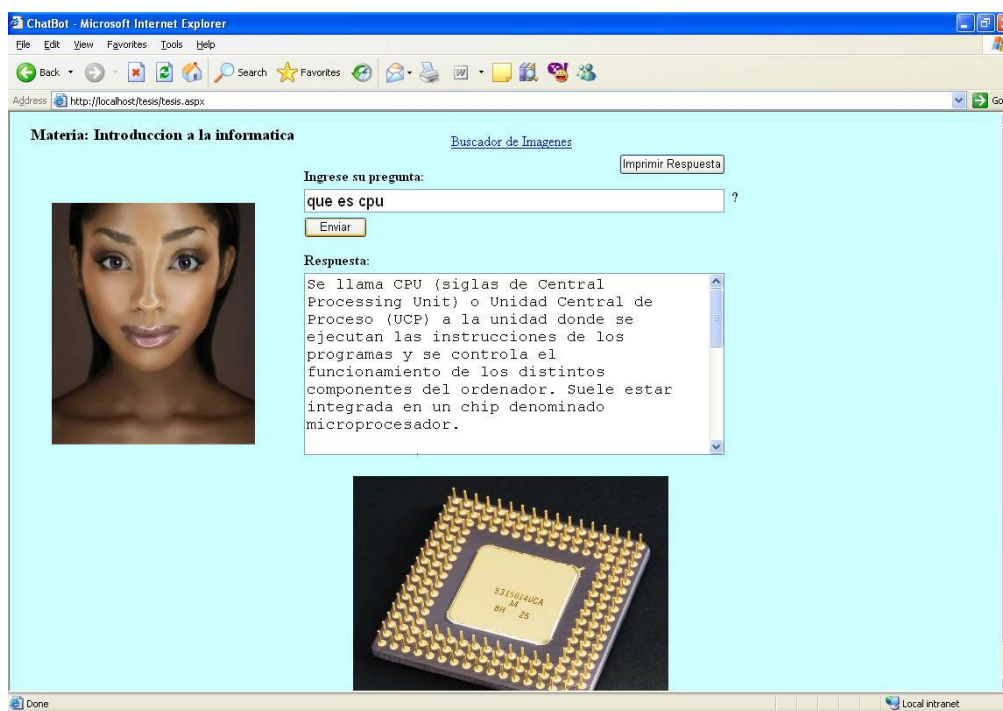 ChatBot - Microsoft Internet Explorer
File Edit View Favorites Tools Help
Back Search Favorites
Address http://localhost/tesis/tesis.aspx Go
Materia: Introduccion a la informatica
Buscador de Imagenes
Imprimir Respuesta
Ingrese su pregunta:
que es cpu ?
Enviar
Respuesta:
Se llama CPU (siglas de Central
Processing Unit) o Unidad Central de
Proceso (UCP) a la unidad donde se
ejecutan las instrucciones de los
programas y se controla el
funcionamiento de los distintos
componentes del ordenador. Suele estar
integrada en un chip denominado
microprocesador.
5315014UCA
A4
BH 25
Done Local intranet